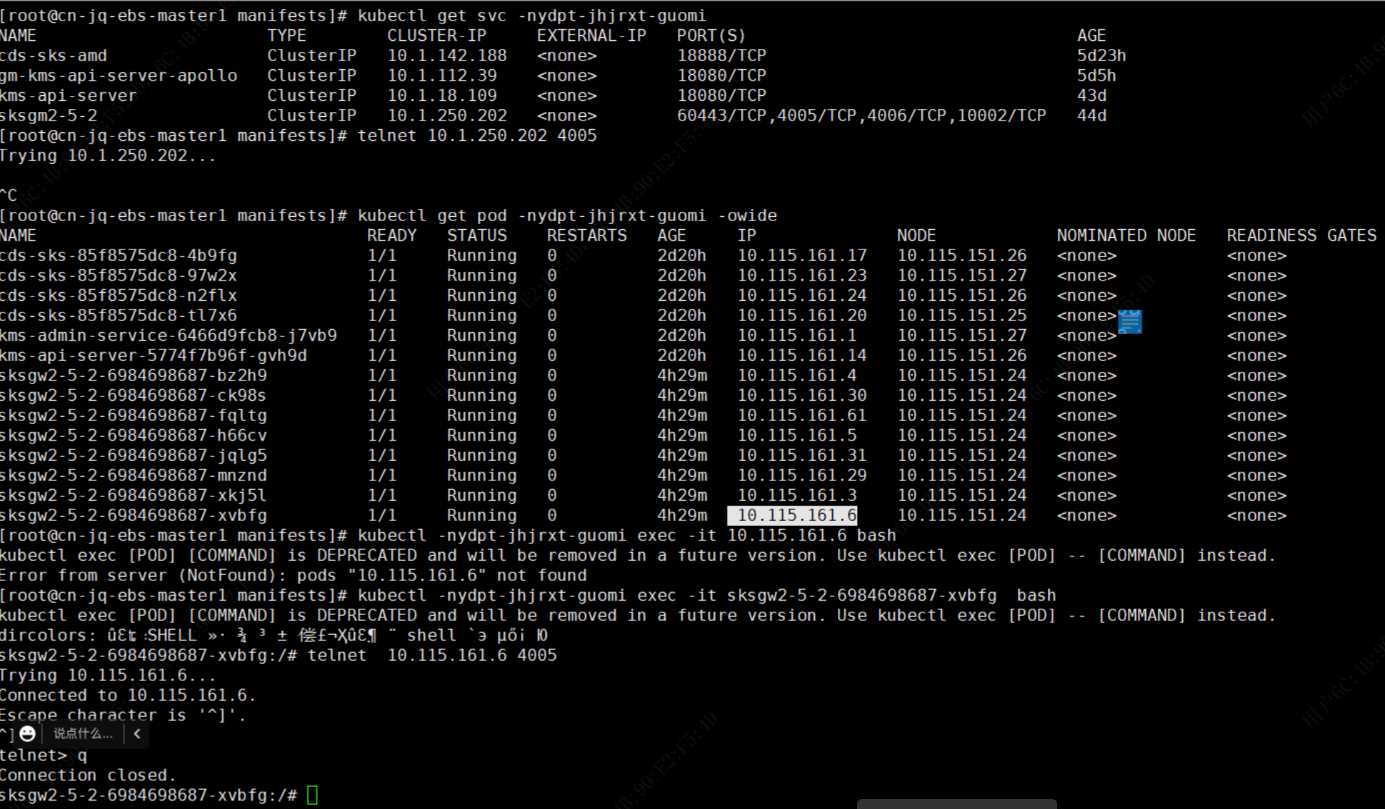 [root@cn-jq-ebs-master1 manifests]# kubectl get svc -nydpt-jhjrxt-guomi
NAME TYPE CLUSTER-IP EXTERNAL-IP PORT(S) AGE
cds-sks-amd ClusterIP 10.1.142.188 <none> 18888/TCP 5d23h
gm-kms-api-server-apollo ClusterIP 10.1.112.39 <none> 18080/TCP 5d5h
kms-api-server ClusterIP 10.1.18.109 <none> 18080/TCP 43d
sksgm2-5-2 ClusterIP 10.1.250.202 <none> 60443/TCP,4005/TCP,4006/TCP,10002/TCP 44d
[root@cn-jq-ebs-master1 manifests]# telnet 10.1.250.202 4005
Trying 10.1.250.202...
^C
[root@cn-jq-ebs-master1 manifests]# kubectl get pod -nydpt-jhjrxt-guomi -owide
NAME READY STATUS RESTARTS AGE IP NODE NOMINATED NODE READINESS GATES
cds-sks-85f8575dc8-4b9fg 1/1 Running 0 2d20h 10.115.161.17 10.115.151.26 <none> <none>
cds-sks-85f8575dc8-97w2x 1/1 Running 0 2d20h 10.115.161.23 10.115.151.27 <none> <none>
cds-sks-85f8575dc8-n2flx 1/1 Running 0 2d20h 10.115.161.24 10.115.151.26 <none> <none>
cds-sks-85f8575dc8-tl7x6 1/1 Running 0 2d20h 10.115.161.20 10.115.151.25 <none> <none>
kms-admin-service-6466d9fcb8-j7vb9 1/1 Running 0 2d20h 10.115.161.1 10.115.151.27 <none> <none>
kms-api-server-5774f7b96f-gvh9d 1/1 Running 0 2d20h 10.115.161.14 10.115.151.26 <none> <none>
sksgw2-5-2-6984698687-bz2h9 1/1 Running 0 4h29m 10.115.161.4 10.115.151.24 <none> <none>
sksgw2-5-2-6984698687-ck98s 1/1 Running 0 4h29m 10.115.161.30 10.115.151.24 <none> <none>
sksgw2-5-2-6984698687-fqltg 1/1 Running 0 4h29m 10.115.161.61 10.115.151.24 <none> <none>
sksgw2-5-2-6984698687-h66cv 1/1 Running 0 4h29m 10.115.161.5 10.115.151.24 <none> <none>
sksgw2-5-2-6984698687-jqlg5 1/1 Running 0 4h29m 10.115.161.31 10.115.151.24 <none> <none>
sksgw2-5-2-6984698687-mnznd 1/1 Running 0 4h29m 10.115.161.29 10.115.151.24 <none> <none>
sksgw2-5-2-6984698687-xkj5l 1/1 Running 0 4h29m 10.115.161.3 10.115.151.24 <none> <none>
sksgw2-5-2-6984698687-xvbfg 1/1 Running 0 4h29m 10.115.161.6 10.115.151.24 <none> <none>
[root@cn-jq-ebs-master1 manifests]# kubectl -nydpt-jhjrxt-guomi exec -it 10.115.161.6 bash
kubectl exec [POD] [COMMAND] is DEPRECATED and will be removed in a future version. Use kubectl exec [POD] -- [COMMAND] instead.
Error from server (NotFound): pods "10.115.161.6" not found
[root@cn-jq-ebs-master1 manifests]# kubectl -nydpt-jhjrxt-guomi exec -it sksgw2-5-2-6984698687-xvbfg bash
kubectl exec [POD] [COMMAND] is DEPRECATED and will be removed in a future version. Use kubectl exec [POD] -- [COMMAND] instead.
dircolors: SHELL shell
sksgw2-5-2-6984698687-xvbfg:/# telnet 10.115.161.6 4005
Trying 10.115.161.6...
Connected to 10.115.161.6.
Escape character is '^]'.
^] 说点什么... <
telnet> q
Connection closed.
sksgw2-5-2-6984698687-xvbfg:/#